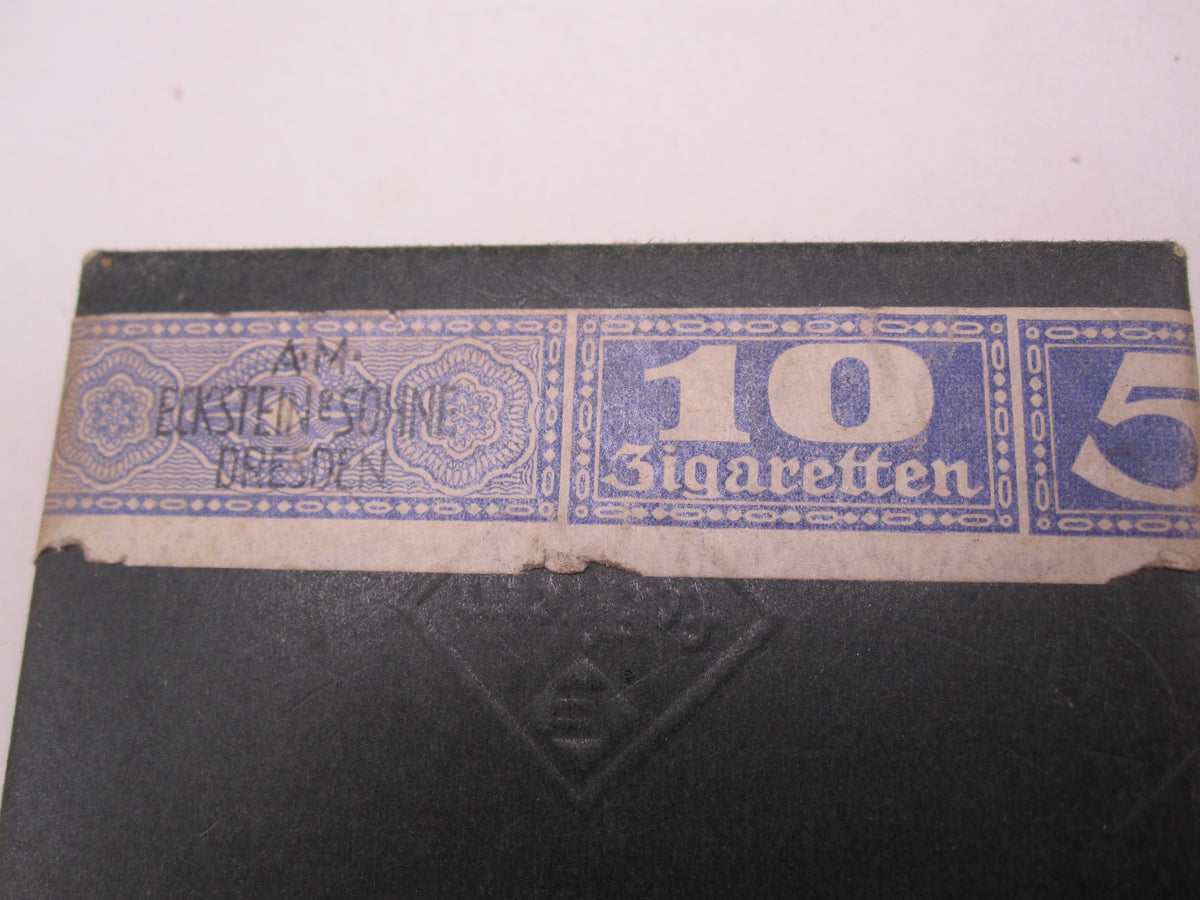 A·M·
ECKSTEIN & SÖHNE
DRESDEN
10
Zigaretten
5